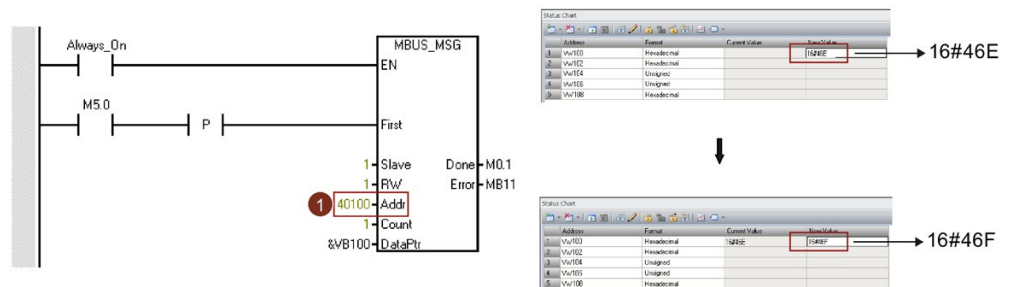 Always_On
MBUS_MSG
EN
M5.0
P
First
1 Slave Done M0.1
1 RW Error MB11
1 40100 Addr
1 Count
&VB100 DataPtr
Status Chart
Address Format Current Value New Value
1 VW100 Hexadecimal 16#46E
2 VW102 Hexadecimal
3 VW104 Unsigned
4 VW106 Unsigned
5 VW108 Hexadecimal
16#46E
Status Chart
Address Format Current Value New Value
1 VW100 Hexadecimal 16#46E 16#46F
2 VW102 Hexadecimal
3 VW104 Unsigned
4 VW106 Unsigned
5 VW108 Hexadecimal
16#46F